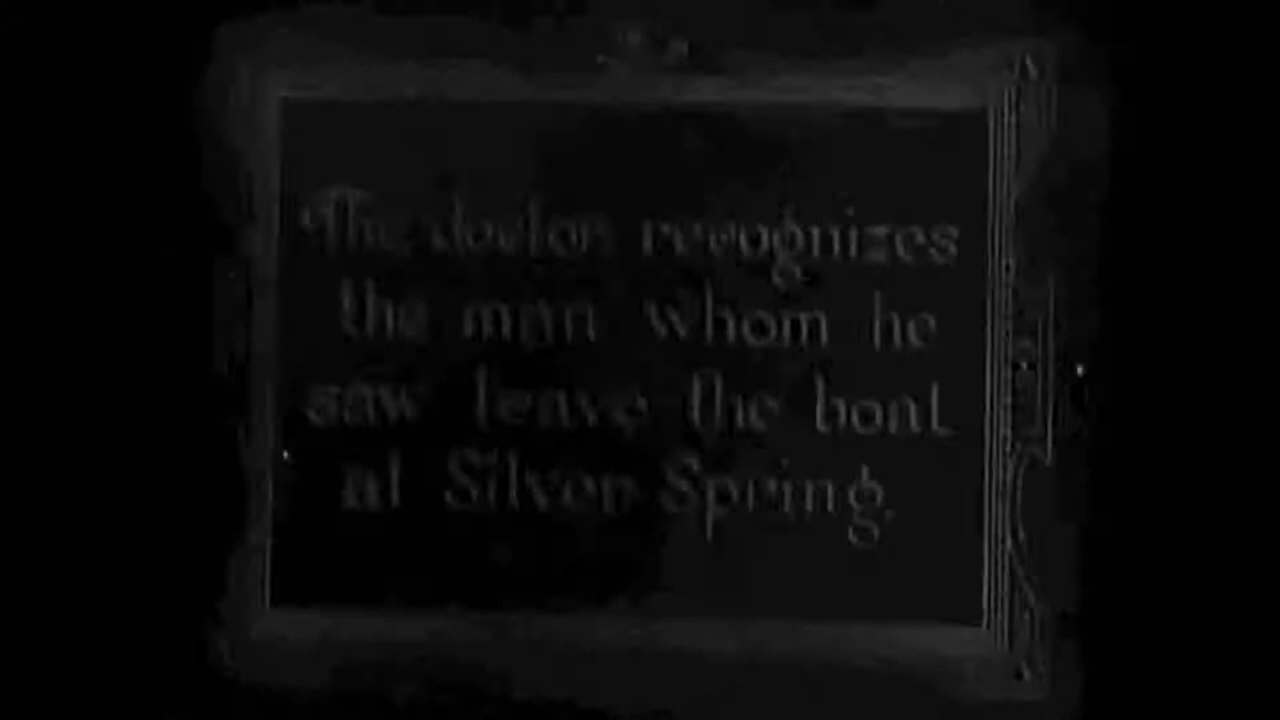 The doctor recognizes
the man whom he
saw leave the boat
at Silver Spring.